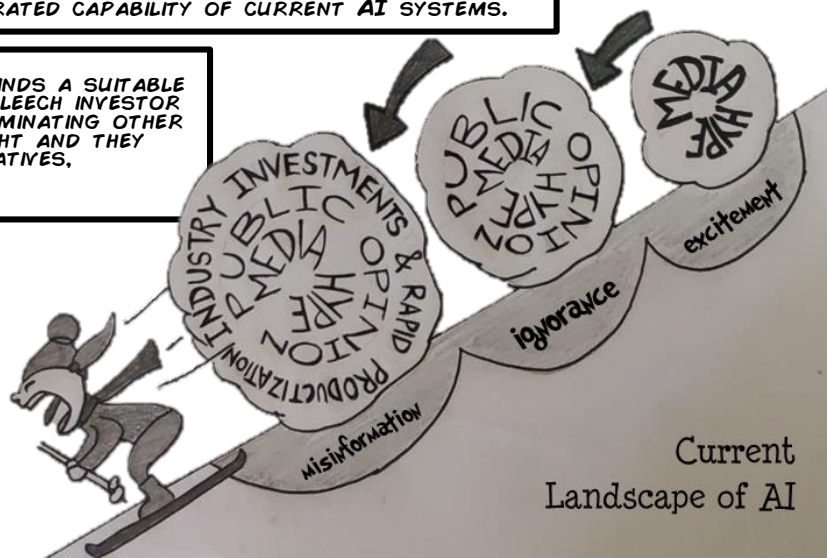 RATED CAPABILITY OF CURRENT AI SYSTEMS.
INDS A SUITABLE
LEECH INVESTOR
MINATING OTHER
HT AND THEY
ATIVES,
MEDIA HYPE
PUBLIC OPINION
MEDIA HYPE
INDUSTRY INVESTMENTS & RAPID PRODUCTIZATION
PUBLIC OPINION
MEDIA HYPE
excitement
ignorance
misinformation
Current
Landscape of AI